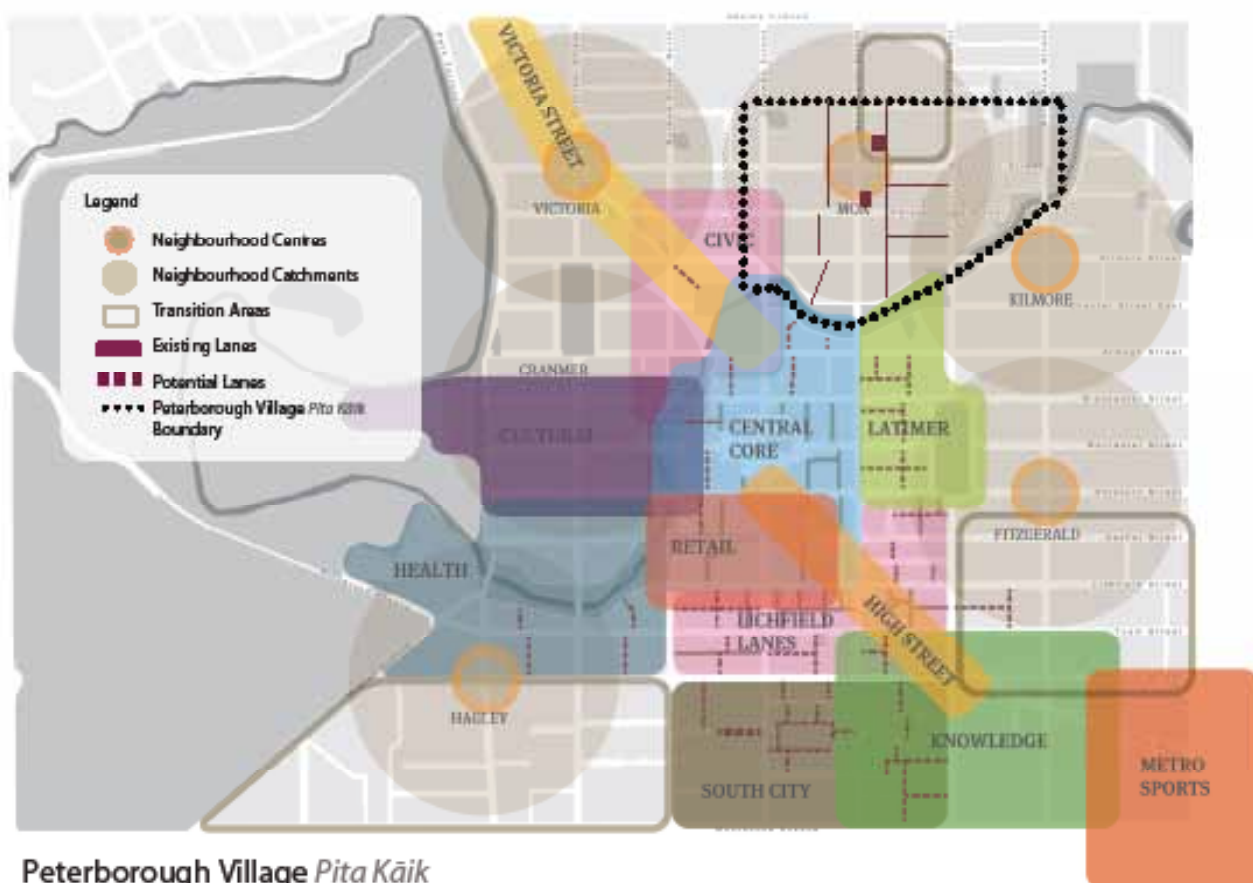 VICTORIA STREET
Legend
Neighbourhood Centres
Neighbourhood Catchments
Transition Areas
Existing Lanes
Potential Lanes
Peterborough Village Pita Kāik
Boundary
VICTORIA
CIVIC
MOA
KILMORE
CRANMER
CULTURAL
CENTRAL
CORE
LATIMER
FITZGERALD
RETAIL
HEALTH
LICHFIELD
LANES
HIGH STREET
HAGLEY
KNOWLEDGE
SOUTH CITY
METRO
SPORTS
Peterborough Village Pita Kāik